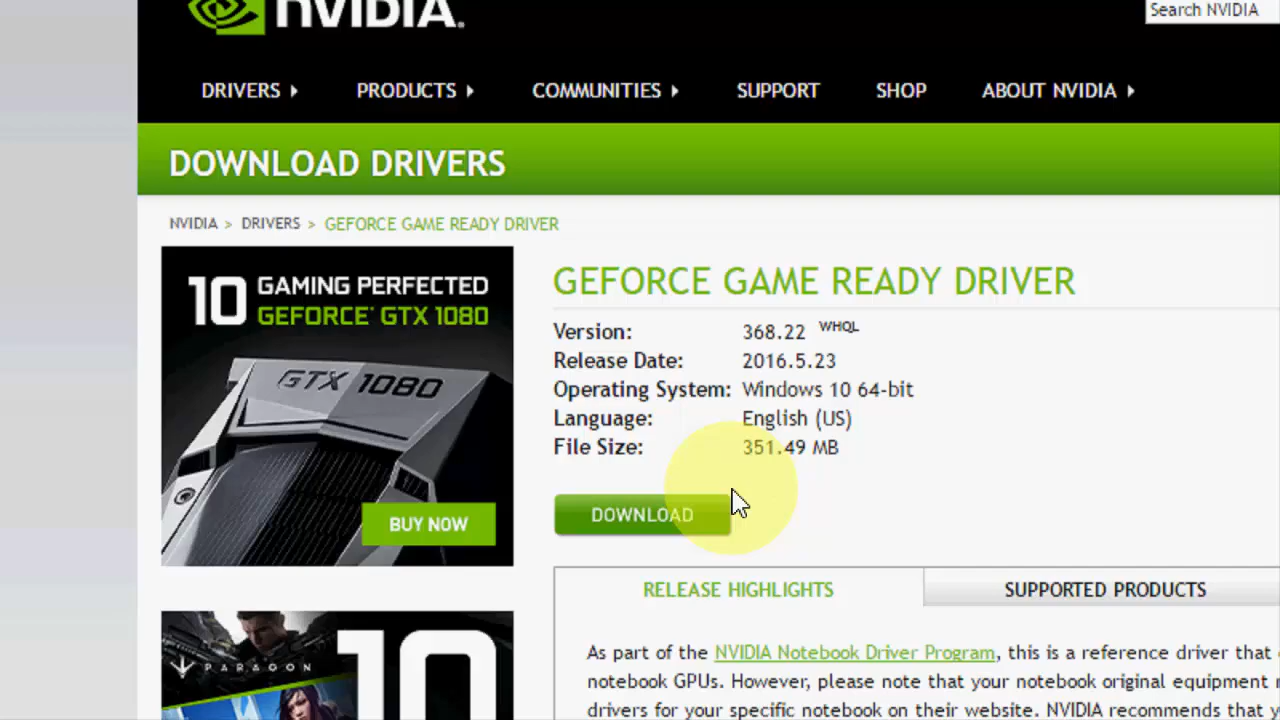 nVIDIA.
Search NVIDIA
DRIVERS
PRODUCTS
COMMUNITIES
SUPPORT
SHOP
ABOUT NVIDIA
DOWNLOAD DRIVERS
NVIDIA > DRIVERS > GEFORCE GAME READY DRIVER
10 GAMING PERFECTED
GEFORCE® GTX 1080
GTX 1080
BUY NOW
GEFORCE GAME READY DRIVER
Version: 368.22 WHQL
Release Date: 2016.5.23
Operating System: Windows 10 64-bit
Language: English (US)
File Size: 351.49 MB
DOWNLOAD
RELEASE HIGHLIGHTS
SUPPORTED PRODUCTS
As part of the NVIDIA Notebook Driver Program, this is a reference driver that
notebook GPUs. However, please note that your notebook original equipment
drivers for your specific notebook on their website. NVIDIA recommends that
PARAGON
10